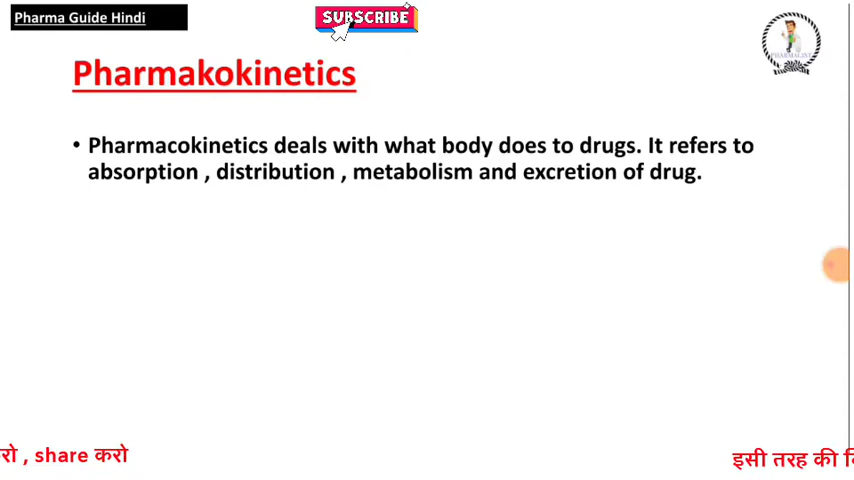 Pharma Guide Hindi
SUBSCRIBE
PHARMALIST
Pharmakokinetics
• Pharmacokinetics deals with what body does to drugs. It refers to
absorption , distribution , metabolism and excretion of drug.
, share करो
इसी तरह की